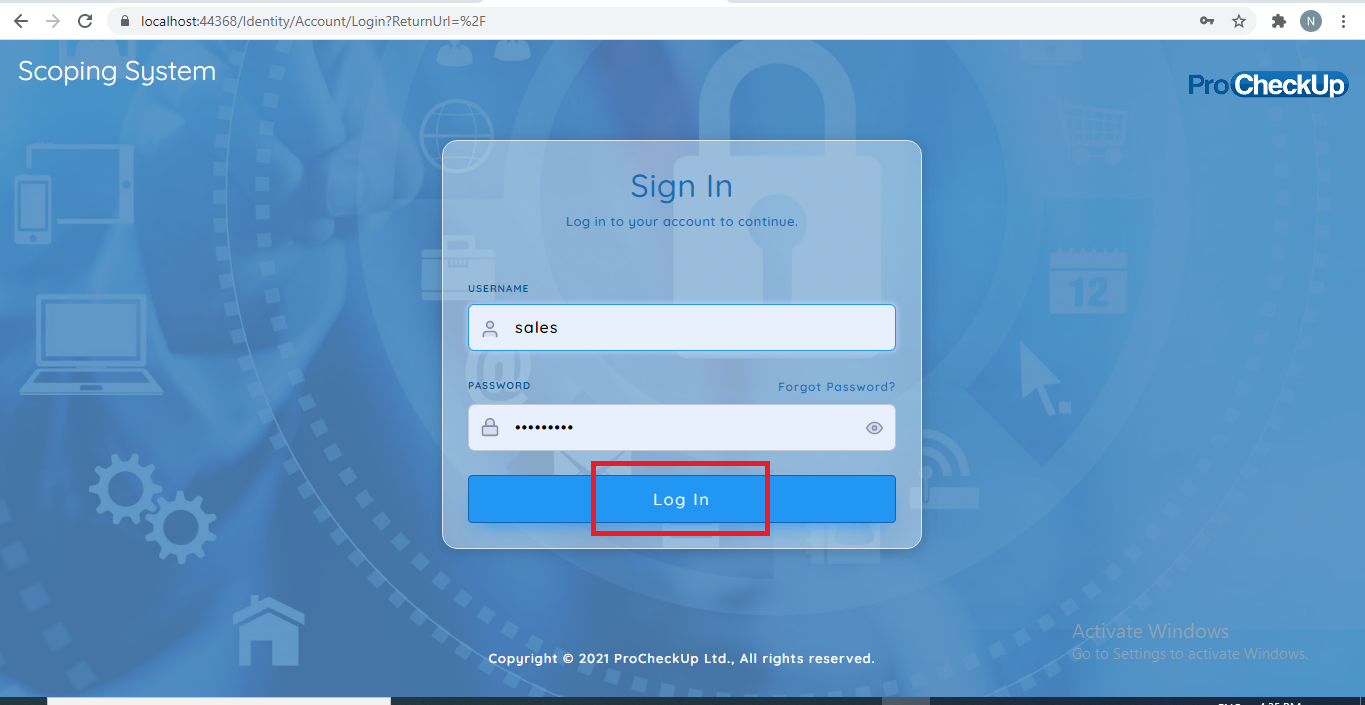 localhost:44368/Identity/Account/Login?ReturnUrl=%2F
N
Scoping System
ProCheckUp
12
Sign In
Log in to your account to continue.
USERNAME
sales
PASSWORD
Forgot Password?
•••••••••
Log In
Activate Windows
Go to Settings to activate Windows.
Copyright © 2021 ProCheckUp Ltd., All rights reserved.